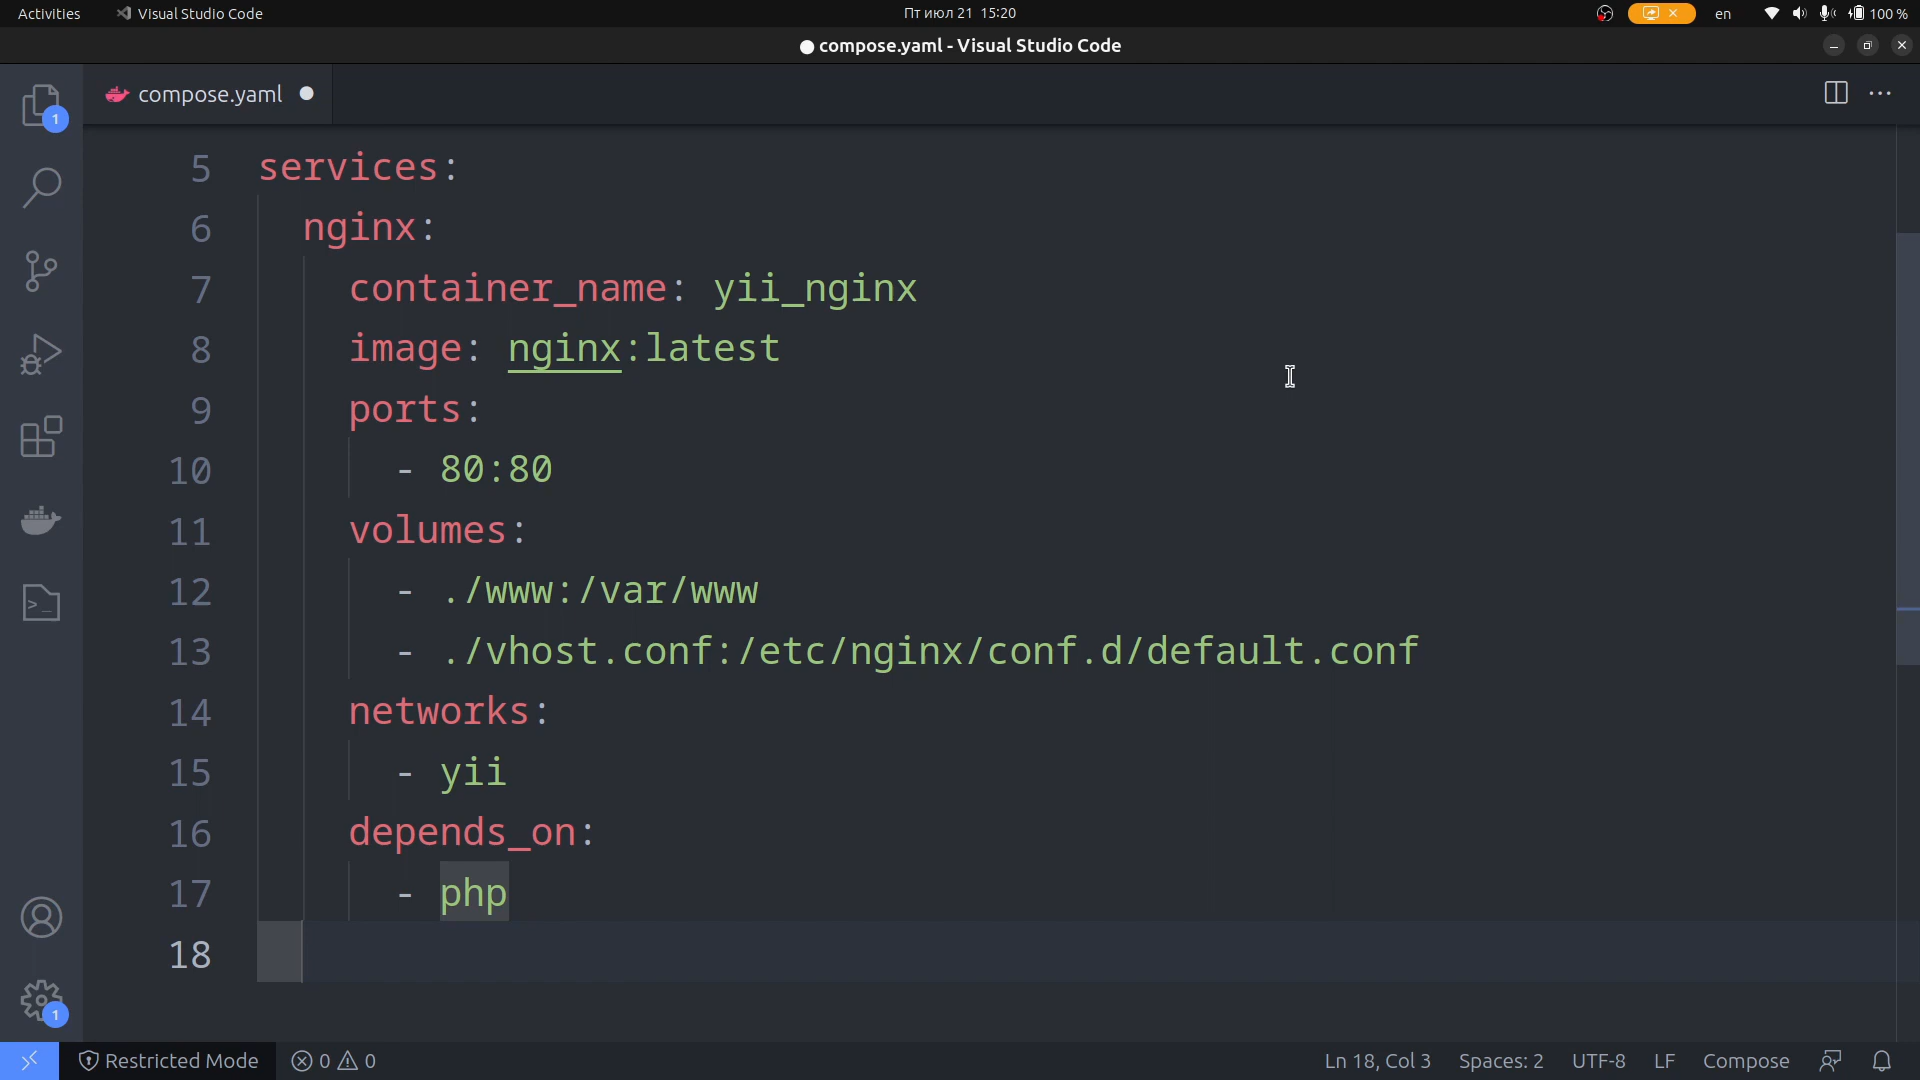 Activities
Visual Studio Code
Пт июл 21 15:20
en
100 %
compose.yaml - Visual Studio Code
1
compose.yaml
5 services:
6 nginx:
7 container_name: yii_nginx
8 image: nginx:latest
9 ports:
10 - 80:80
11 volumes:
12 - ./www:/var/www
13 - ./vhost.conf:/etc/nginx/conf.d/default.conf
14 networks:
15 - yii
16 depends_on:
17 - php
18
1
Restricted Mode
0
0
Ln 18, Col 3
Spaces: 2
UTF-8
LF
Compose